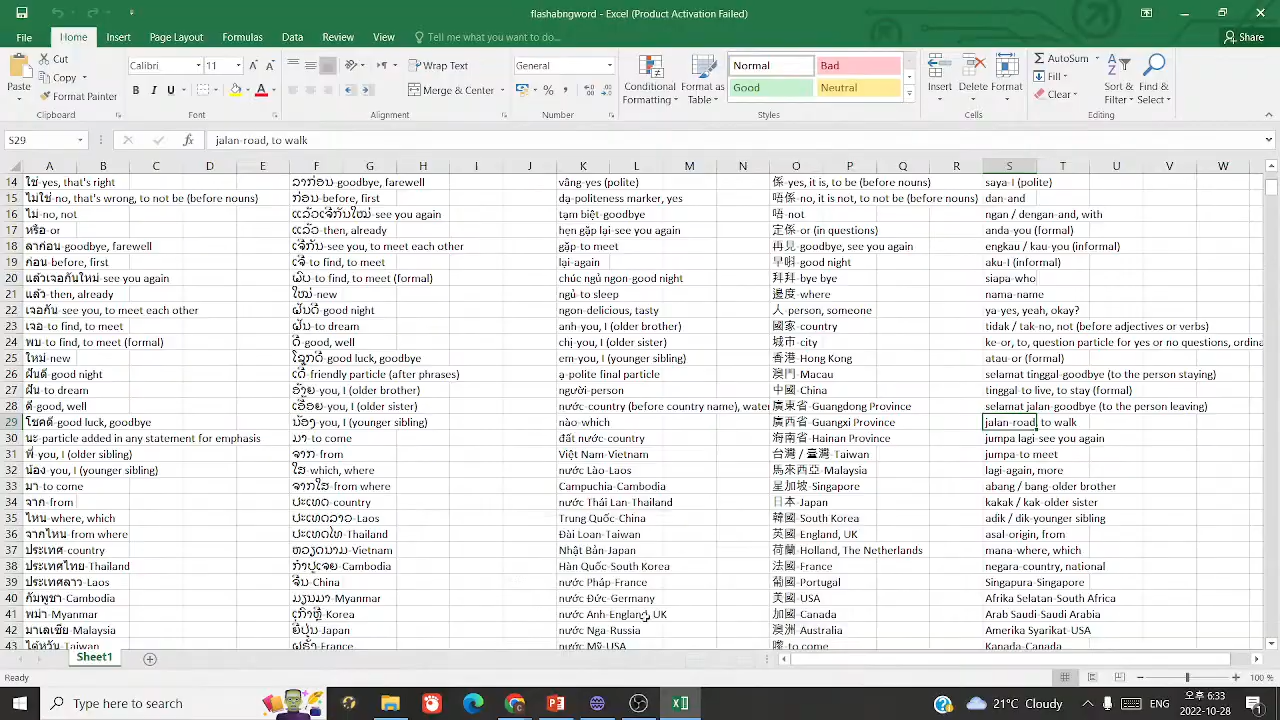 flashabngword - Excel (Product Activation Failed)
File Home Insert Page Layout Formulas Data Review View Tell me what you want to do... Share
Paste Cut Copy Format Painter Calibri 11 B I U Wrap Text Merge & Center General Conditional Formatting Format as Table Normal Bad Good Neutral Insert Delete Format AutoSum Fill Clear Sort & Filter Find & Select
Clipboard Font Alignment Number Styles Cells Editing
S29 fx jalan-road, to walk
A B C D E F G H I J K L M N O P Q R S T U V W
14 ใช่-yes, that's right ລາກ່ອນ-goodbye, farewell vâng-yes (polite) 係-yes, it is, to be (before nouns) saya-I (polite)
15 ไม่ใช่-no, that's wrong, to not be (before nouns) ກ່ອນ-before, first dạ-politeness marker, yes 唔係-no, it is not, to not be (before nouns) dan-and
16 ไม่-no, not ແລ້ວເຈິກັນໃຫມ່-see you again tạm biệt-goodbye 唔-not ngan / dengan-and, with
17 หรือ-or ແລ້ວ-then, already hẹn gặp lại-see you again 定係-or (in questions) anda-you (formal)
18 ลาก่อน-goodbye, farewell ເຈິກັນ-see you, to meet each other gặp-to meet 再見-goodbye, see you again engkau / kau-you (informal)
19 ก่อน-before, first ເຈິ-to find, to meet lại-again 早唞-good night aku-I (informal)
20 แล้วเจอกันใหม่-see you again ພົບ-to find, to meet (formal) chúc ngủ ngon-good night 拜拜-bye bye siapa-who
21 แล้ว-then, already ໃຫມ່-new ngủ-to sleep 邊度-where nama-name
22 เจอกัน-see you, to meet each other ຝັນດີ-good night ngon-delicious, tasty 人-person, someone ya-yes, yeah, okay?
23 เจอ-to find, to meet ຝັນ-to dream anh-you, I (older brother) 國家-country tidak / tak-no, not (before adjectives or verbs)
24 พบ-to find, to meet (formal) ດີ-good, well chị-you, I (older sister) 城市-city ke-or, to, question particle for yes or no questions, ordina
25 ใหม่-new ໂຊກດີ-good luck, goodbye em-you, I (younger sibling) 香港-Hong Kong atau-or (formal)
26 ฝันดี-good night ເດີ້-friendly final particle (after phrases) ạ-polite final particle 澳門-Macau selamat tinggal-goodbye (to the person staying)
27 ฝัน-to dream ອ້າຍ-you, I (older brother) người-person 中國-China tinggal-to live, to stay (formal)
28 ดี-good, well ເອື້ອຍ-you, I (older sister) nước-country (before country name), water 廣東省-Guangdong Province selamat jalan-goodbye (to the person leaving)
29 โชคดี-good luck, goodbye ນ້ອງ-you, I (younger sibling) nào-which 廣西省-Guangxi Province jalan-road, to walk
30 นะ-particle added in any statement for emphasis ມາ-to come đất nước-country 海南省-Hainan Province jumpa lagi-see you again
31 พี่-you, I (older sibling) ຈາກ-from Việt Nam-Vietnam 台灣 / 臺灣-Taiwan jumpa-to meet
32 น้อง-you, I (younger sibling) ໃສ-which, where nước Lào-Laos 馬來西亞-Malaysia lagi-again, more
33 มา-to come ຈາກໃສ-from where Campuchia-Cambodia 星加坡-Singapore abang / bang-older brother
34 จาก-from ປະເທດ-country nước Thái Lan-Thailand 日本-Japan kakak / kak-older sister
35 ไหน-where, which ປະເທດລາວ-Laos Trung Quốc-China 韓國-South Korea adik / dik-younger sibling
36 จากไหน-from where ປະເທດໄທ-Thailand Đài Loan-Taiwan 英國-England, UK asal-origin, from
37 ประเทศ-country ຫວຽດນາມ-Vietnam Nhật Bản-Japan 荷蘭-Holland, The Netherlands mana-where, which
38 ประเทศไทย-Thailand ກຳປູເຈຍ-Cambodia Hàn Quốc-South Korea 法國-France negara-country, national
39 ประเทศลาว-Laos ຈີນ-China nước Pháp-France 葡國-Portugal Singapura-Singapore
40 กัมพูชา-Cambodia ມຽນມາ-Myanmar nước Đức-Germany 美國-USA Afrika Selatan-South Africa
41 พม่า-Myanmar ເກົາຫຼີ-Korea nước Anh-England, UK 加國-Canada Arab Saudi-Saudi Arabia
42 มาเลเซีย-Malaysia ຍີ່ປຸ່ນ-Japan nước Nga-Russia 澳洲-Australia Amerika Syarikat-USA
43 ไต้หวัน-Taiwan ຝຣັ່ງ-France nước Mỹ-USA 嚟-to come Kanada-Canada
Sheet1
Ready 100 %
Type here to search 21°C Cloudy ENG 오후 6:33
2022-10-28